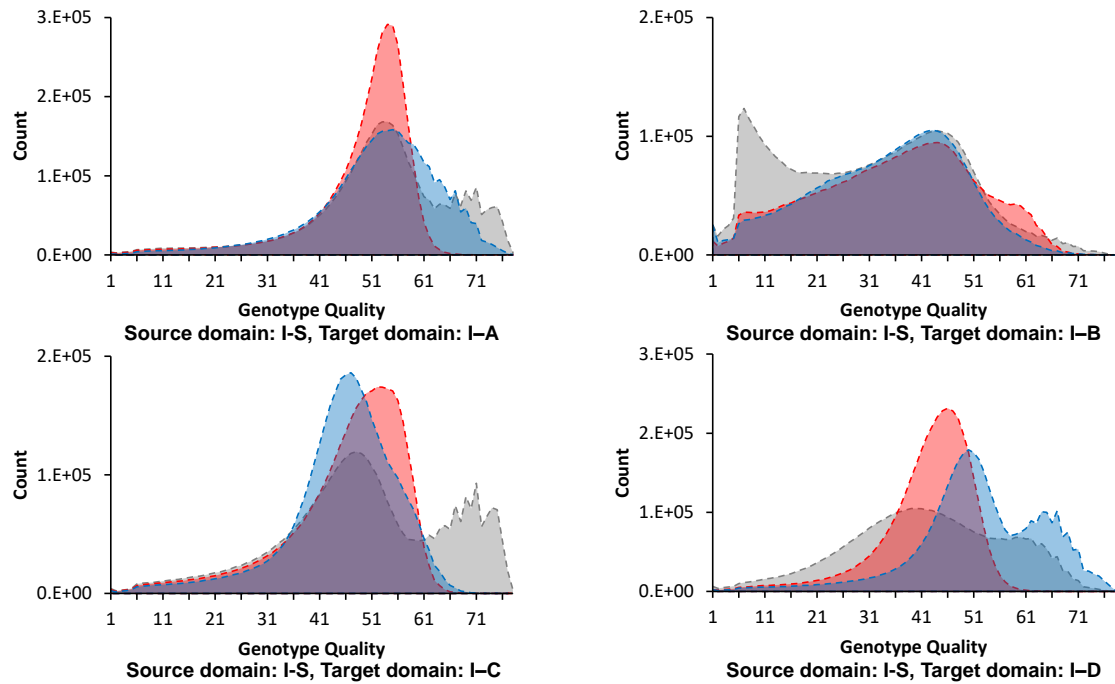 3.E+05
2.E+05
1.E+05
0.E+00
Count
1 11 21 31 41 51 61 71
Genotype Quality
Source domain: I-S, Target domain: I–A
2.E+05
1.E+05
0.E+00
Count
1 11 21 31 41 51 61 71
Genotype Quality
Source domain: I-S, Target domain: I–B
2.E+05
1.E+05
0.E+00
Count
1 11 21 31 41 51 61 71
Genotype Quality
Source domain: I-S, Target domain: I–C
3.E+05
2.E+05
1.E+05
0.E+00
Count
1 11 21 31 41 51 61 71
Genotype Quality
Source domain: I-S, Target domain: I–D